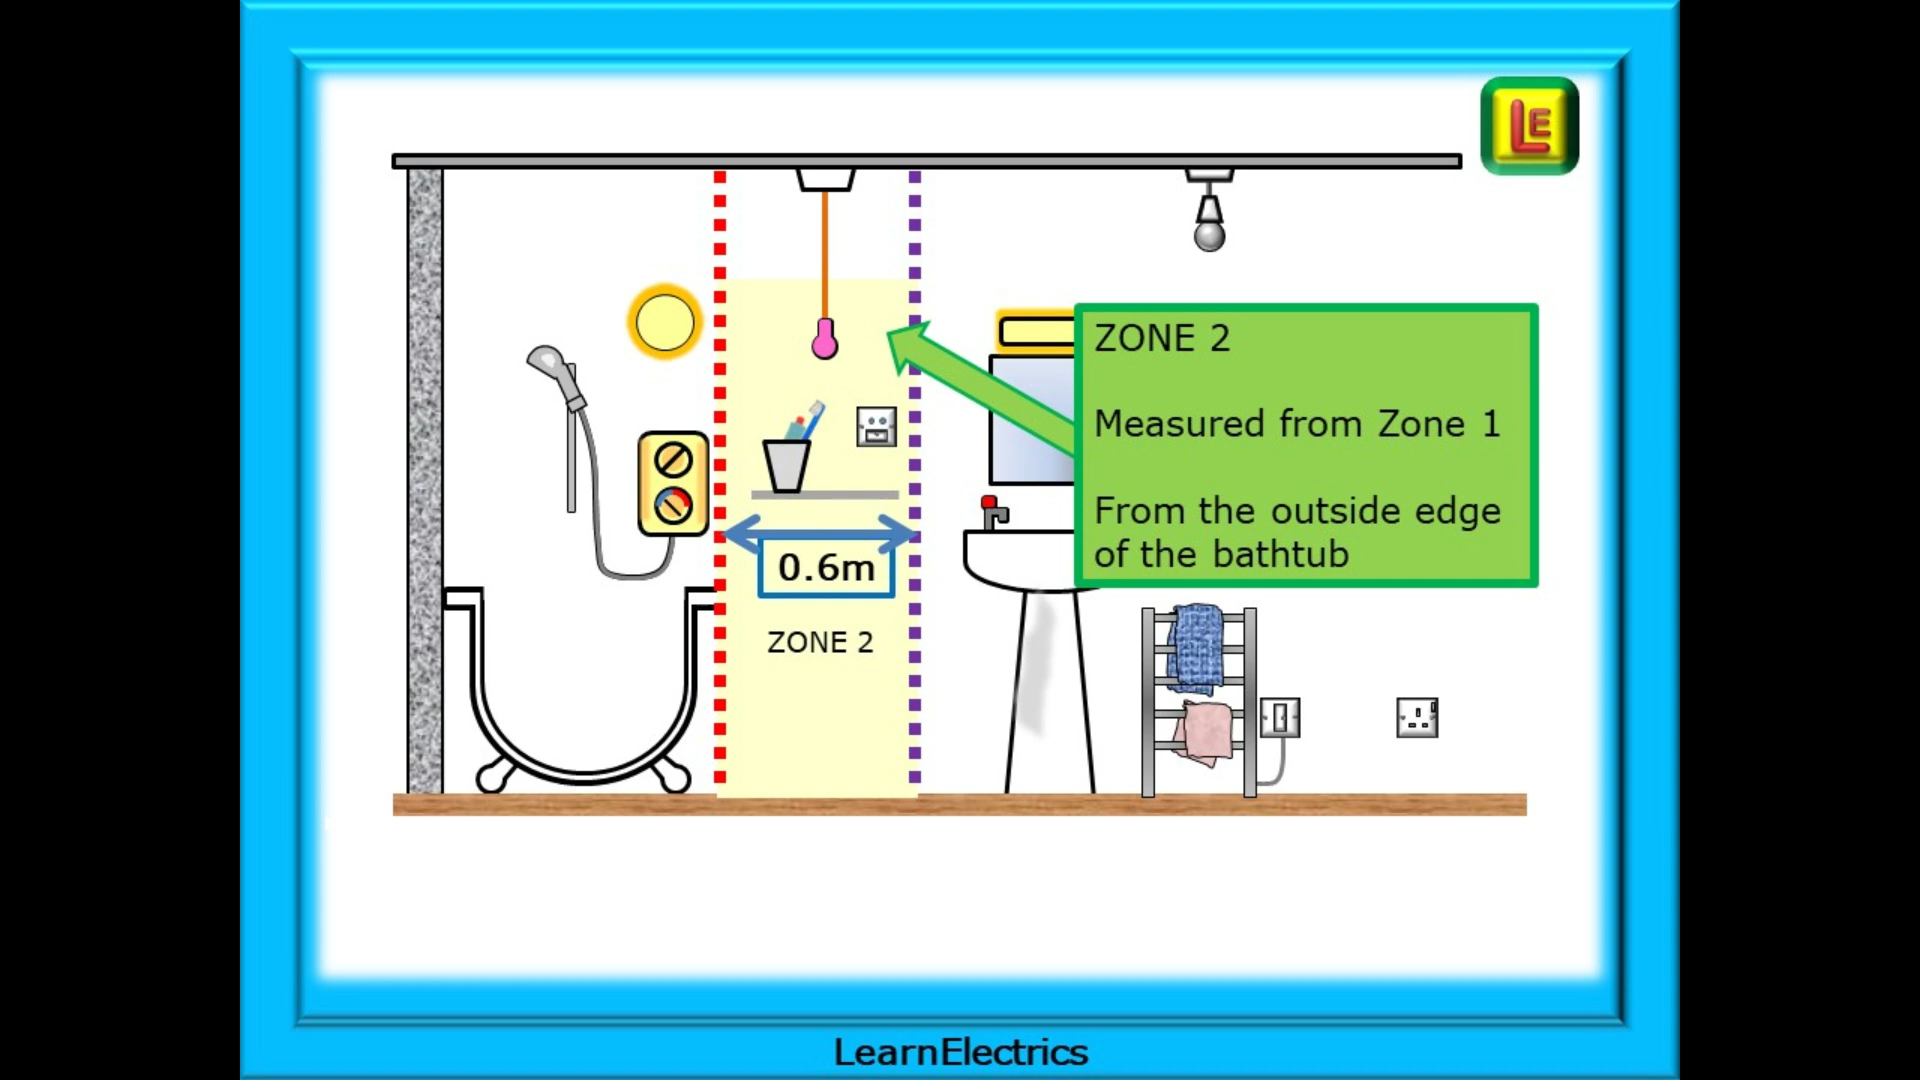 LE
ZONE 2
Measured from Zone 1
From the outside edge
of the bathtub
0.6m
ZONE 2
LearnElectrics